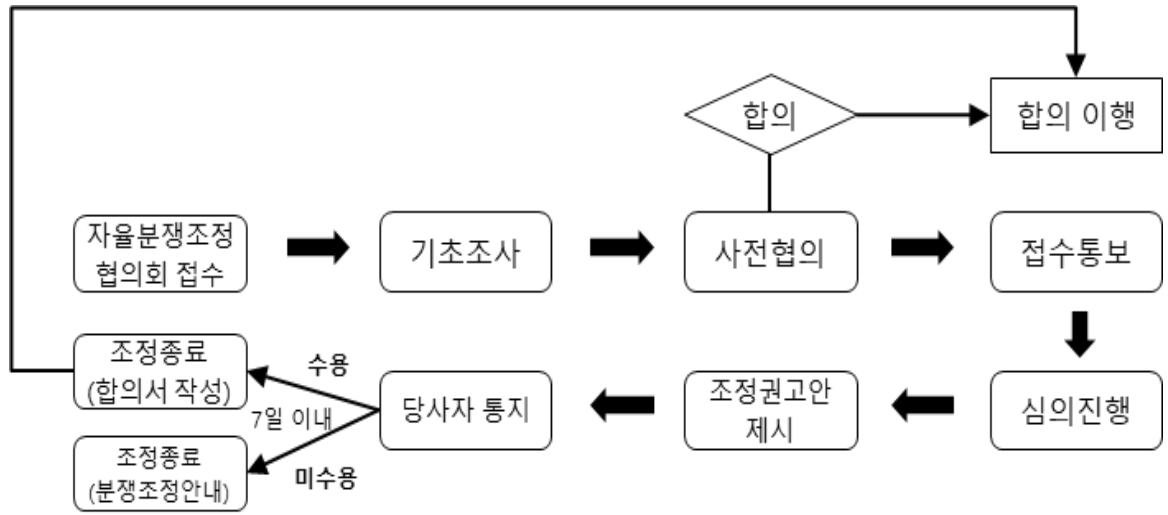 합의
합의 이행
자율분쟁조정
협의회 접수
기초조사
사전협의
접수통보
조정종료
(합의서 작성)
수용
7일 이내
당사자 통지
조정권고안
제시
심의진행
조정종료
(분쟁조정안내)
미수용